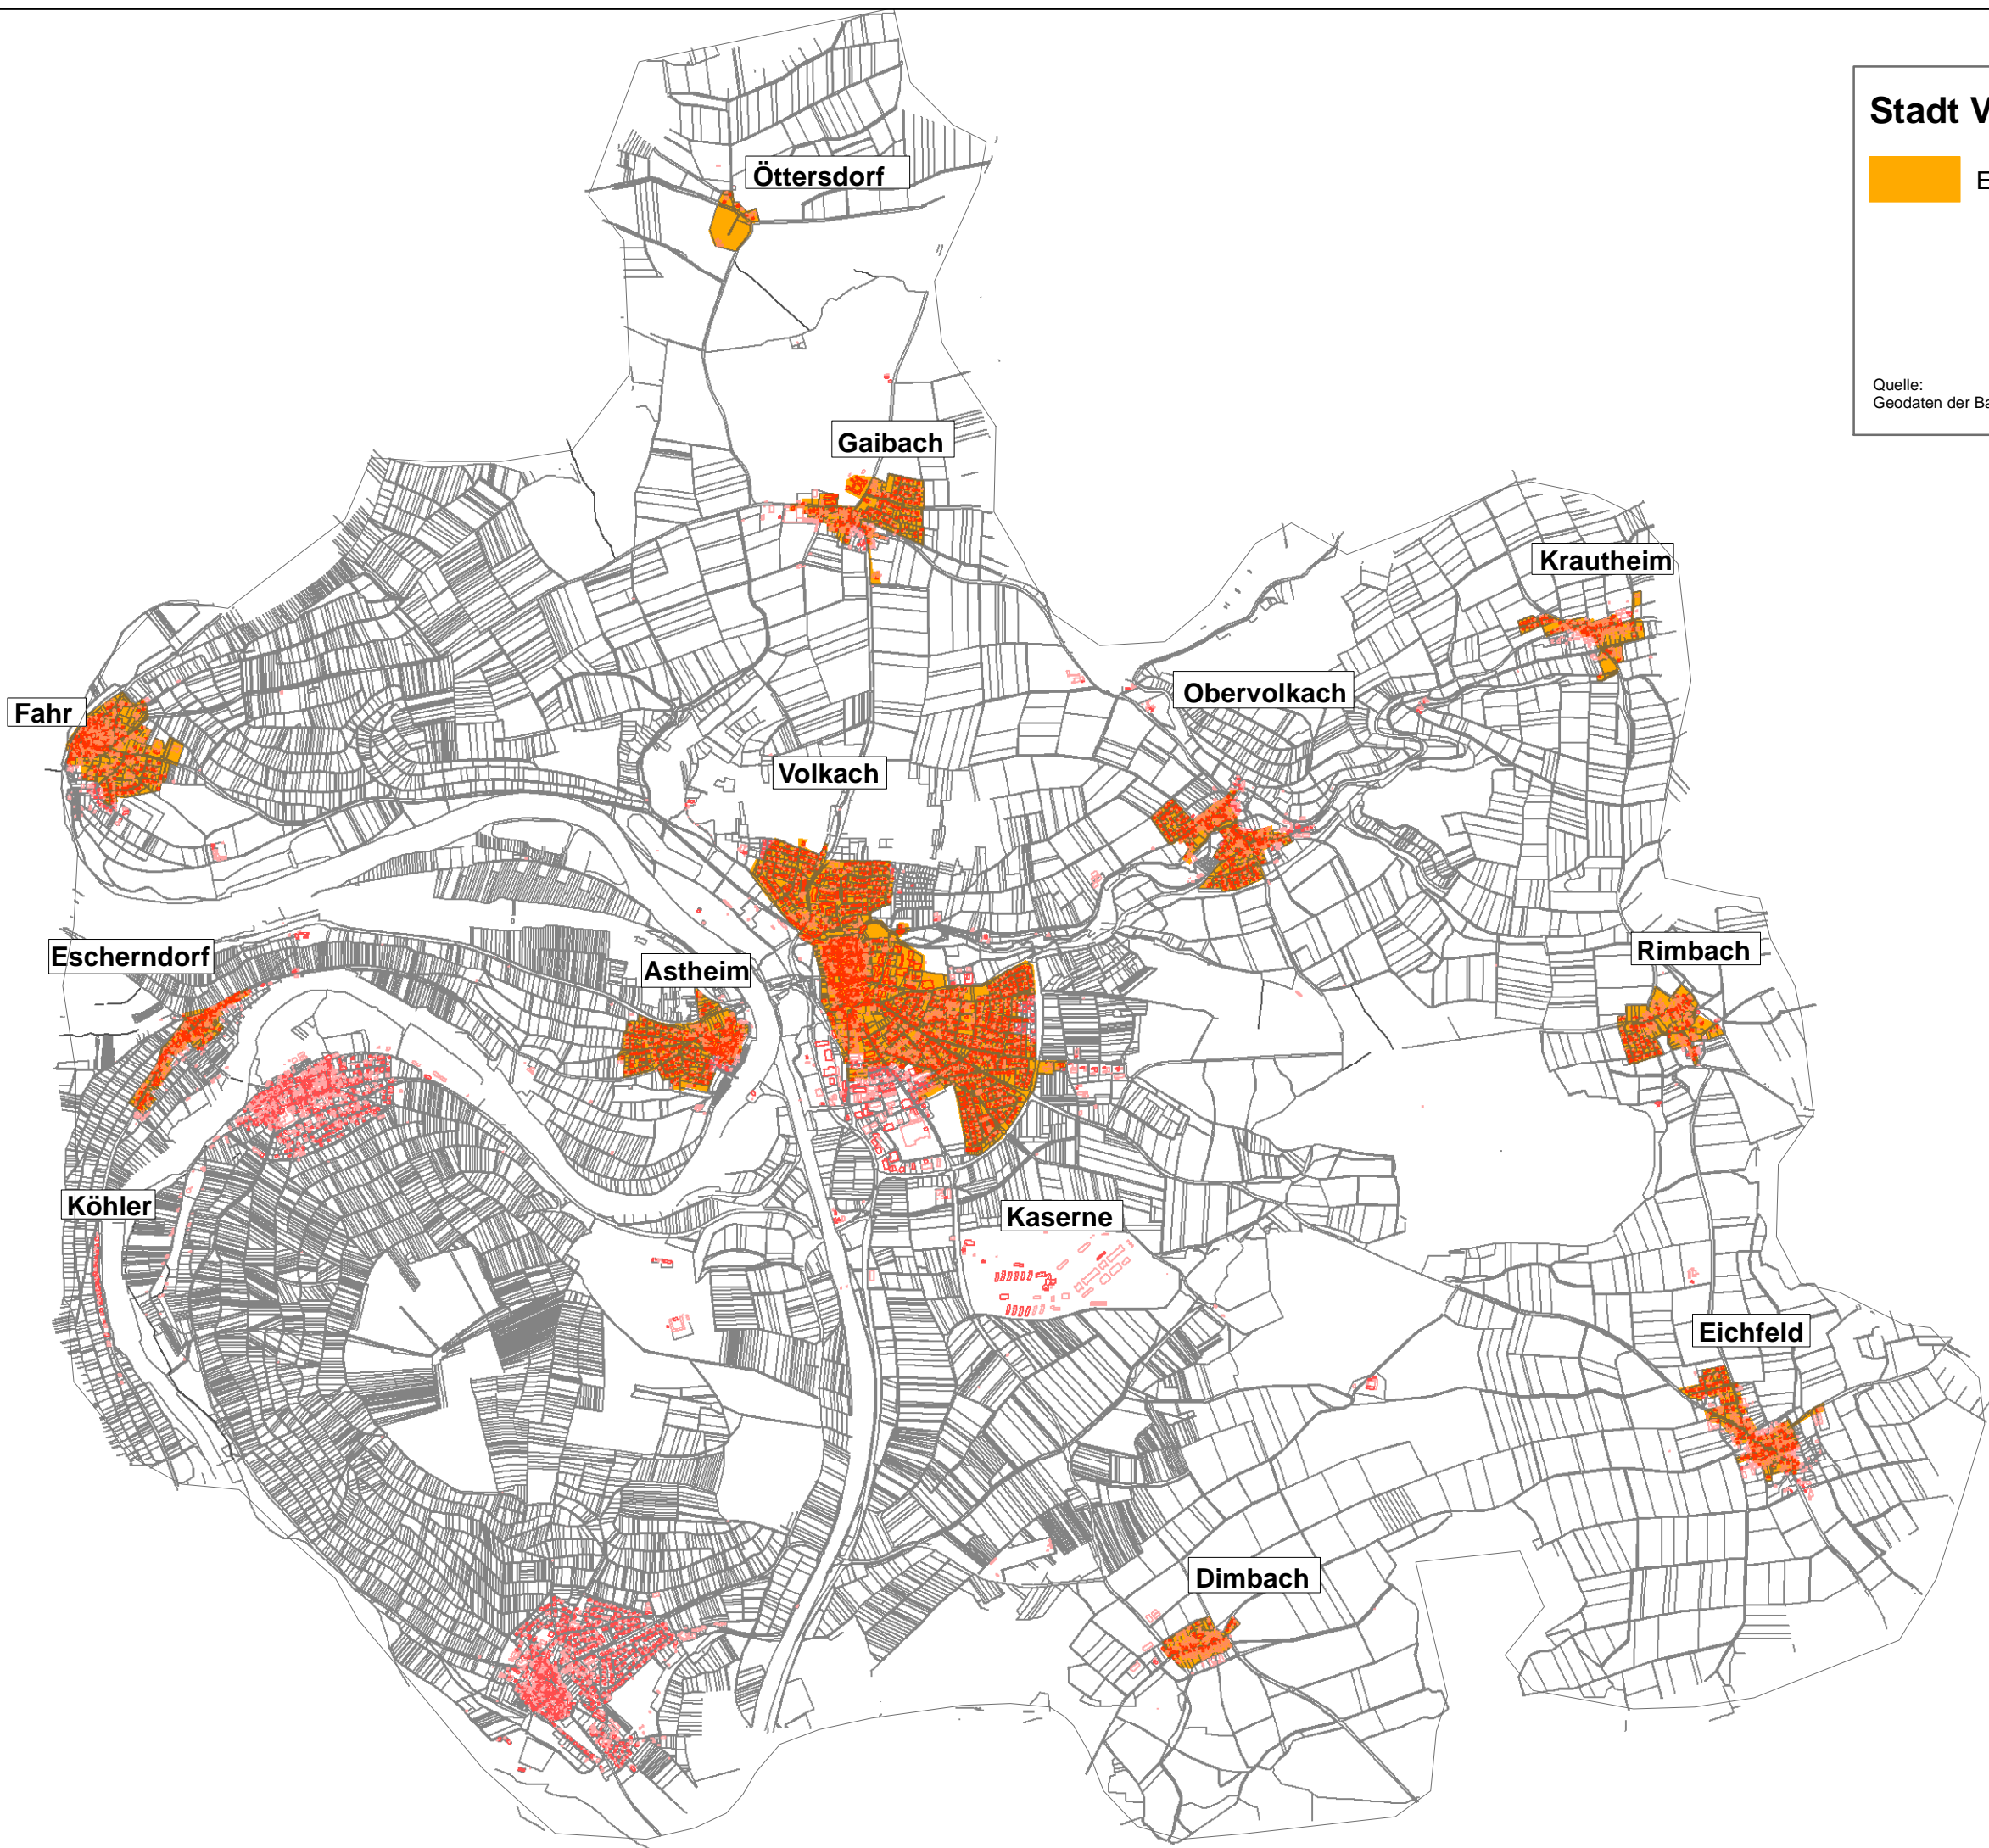 Stadt V
E
Quelle:
Geodaten der Ba
Öttersdorf
Gaibach
Krautheim
Obervolkach
Fahr
Volkach
Escherndorf
Astheim
Rimbach
Köhler
Kaserne
Eichfeld
Dimbach